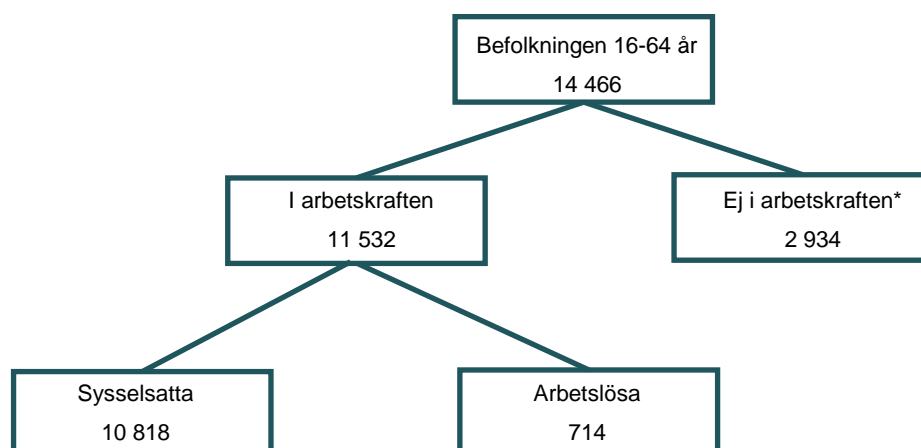 Befolkningen 16-64 år
14 466
I arbetskraften
11 532
Ej i arbetskraften*
2 934
Sysselsatta
10 818
Arbetslösa
714